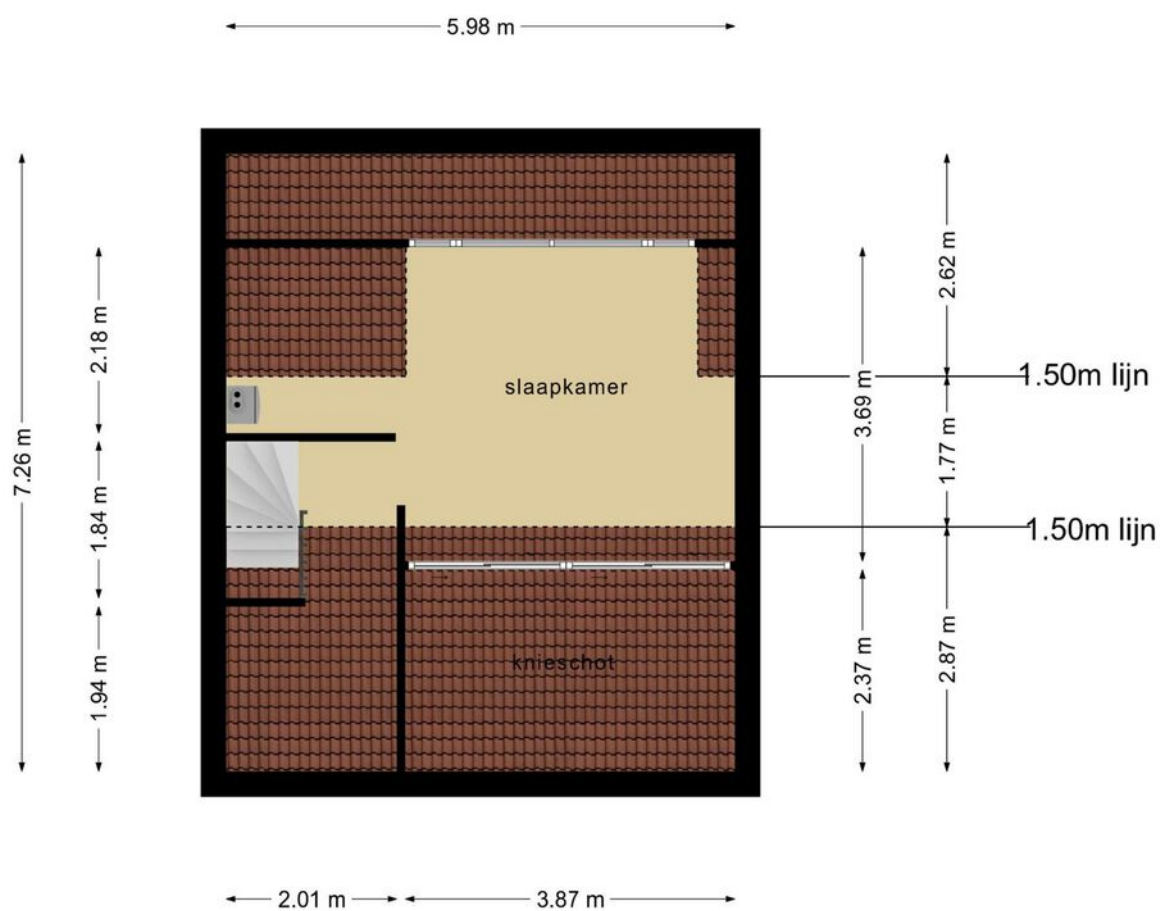 5.98 m
2.62 m
2.18 m
1.50m lijn
slaapkamer
3.69 m
1.77 m
7.26 m
1.84 m
1.50m lijn
2.87 m
2.37 m
knieschot
1.94 m
2.01 m
3.87 m